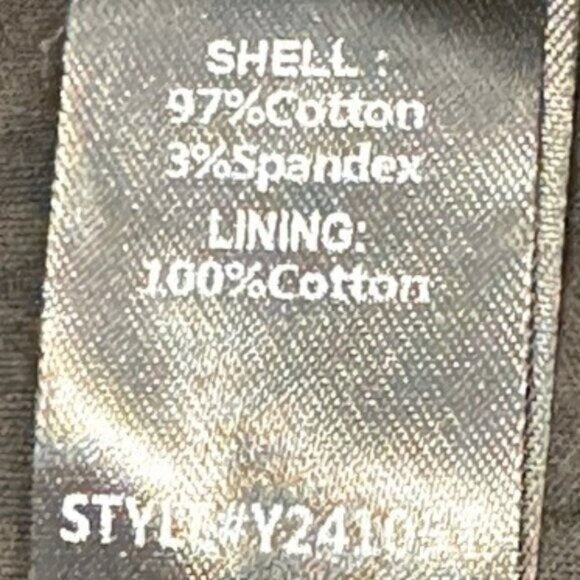 SHELL :
97%Cotton
3%Spandex
LINING:
100%Cotton